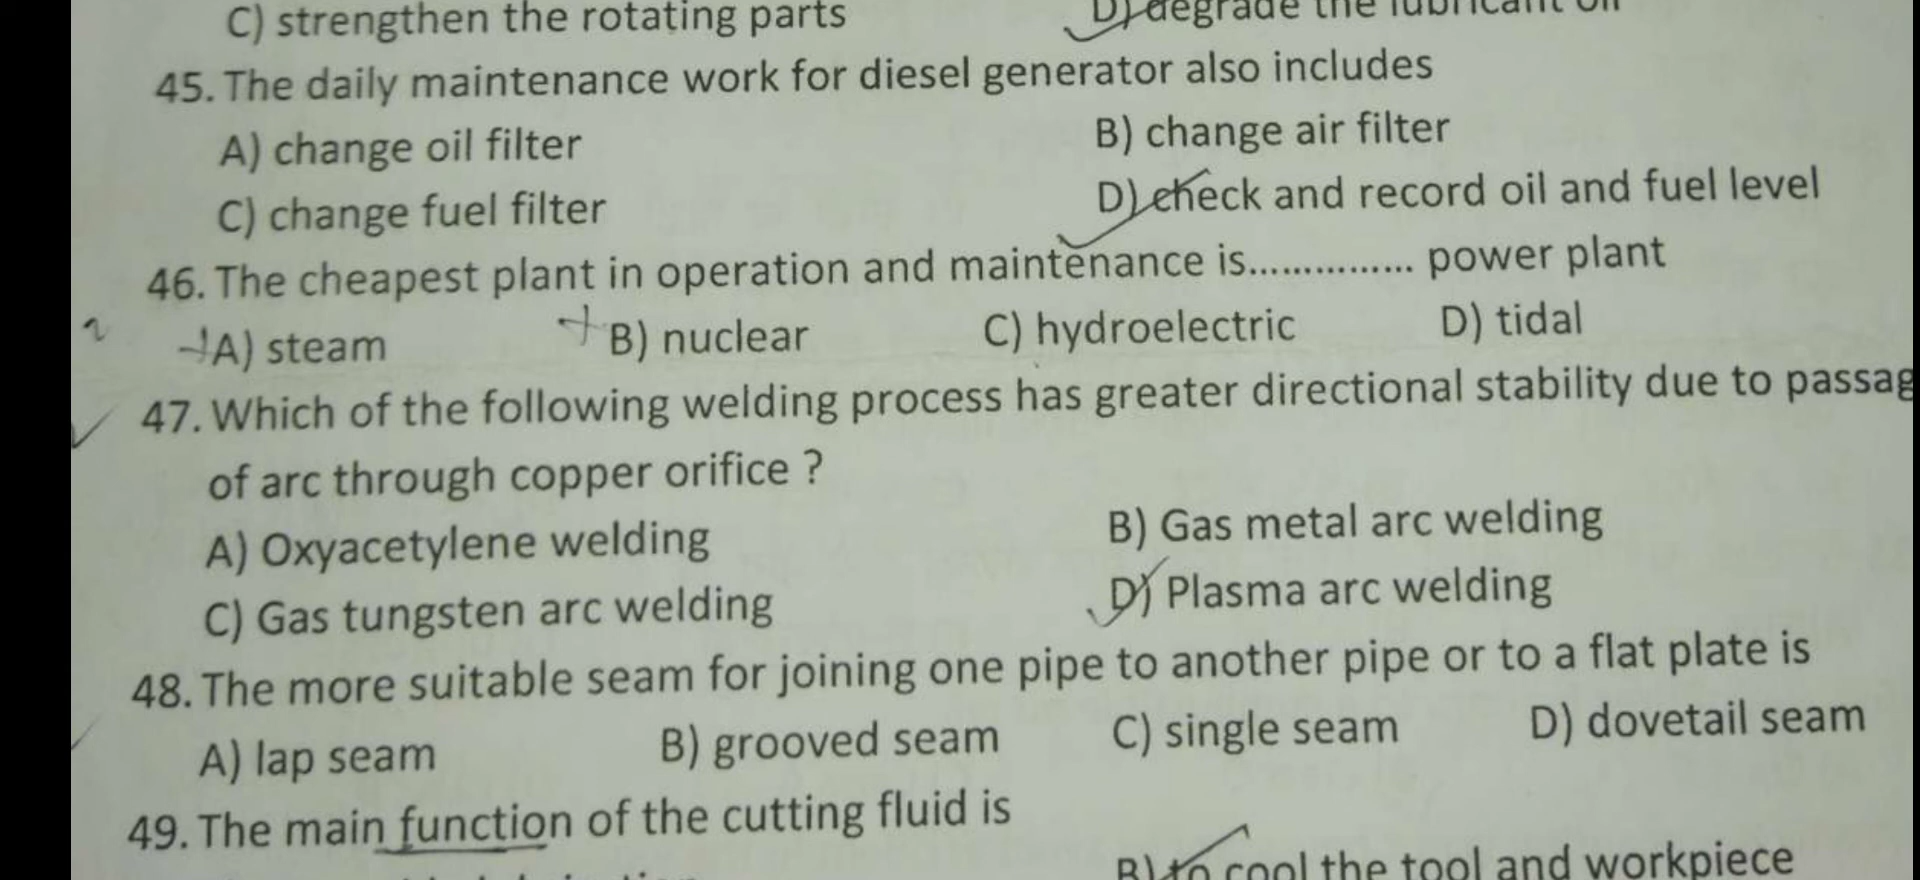 C) strengthen the rotating parts D) degrade the lubricant oil
45. The daily maintenance work for diesel generator also includes
A) change oil filter B) change air filter
C) change fuel filter D) check and record oil and fuel level
46. The cheapest plant in operation and maintenance is............... power plant
A) steam B) nuclear C) hydroelectric D) tidal
47. Which of the following welding process has greater directional stability due to passag
of arc through copper orifice ?
A) Oxyacetylene welding B) Gas metal arc welding
C) Gas tungsten arc welding D) Plasma arc welding
48. The more suitable seam for joining one pipe to another pipe or to a flat plate is
A) lap seam B) grooved seam C) single seam D) dovetail seam
49. The main function of the cutting fluid is
B) to cool the tool and workpiece